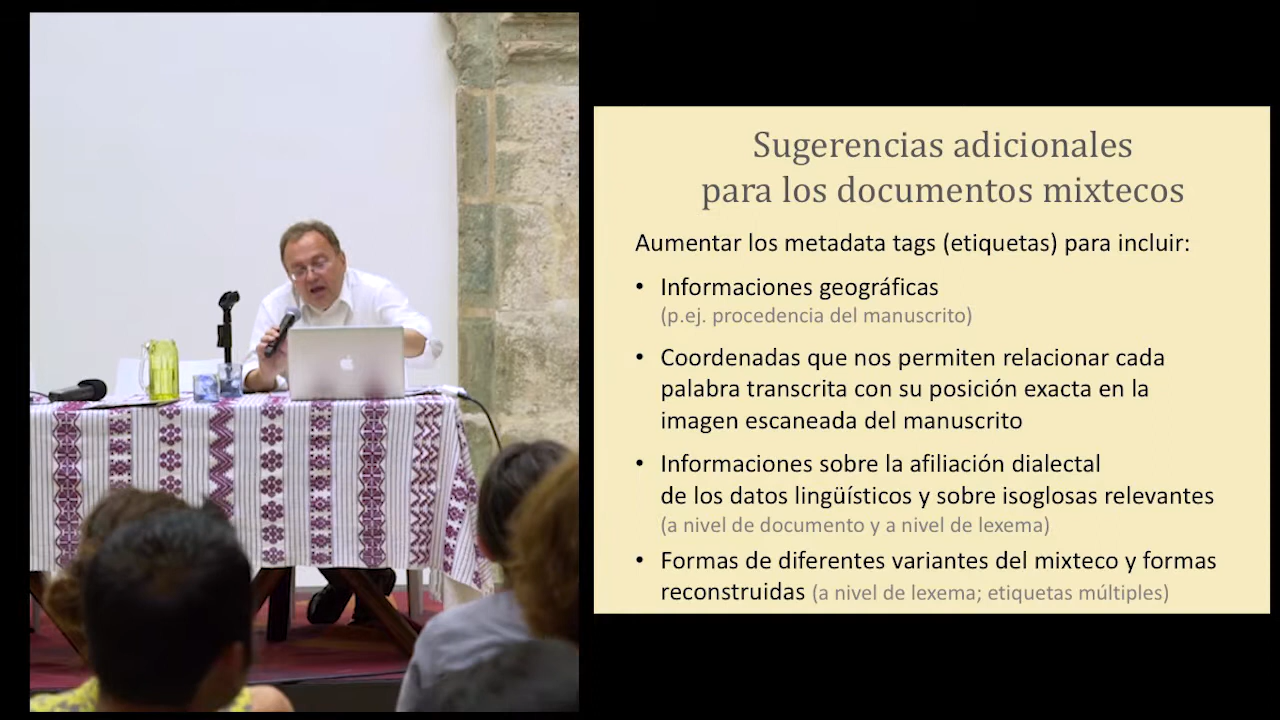 Sugerencias adicionales
para los documentos mixtecos
Aumentar los metadata tags (etiquetas) para incluir:
• Informaciones geográficas
(p.ej. procedencia del manuscrito)
• Coordenadas que nos permiten relacionar cada
palabra transcrita con su posición exacta en la
imagen escaneada del manuscrito
• Informaciones sobre la afiliación dialectal
de los datos lingüísticos y sobre isoglosas relevantes
(a nivel de documento y a nivel de lexema)
• Formas de diferentes variantes del mixteco y formas
reconstruidas (a nivel de lexema; etiquetas múltiples)